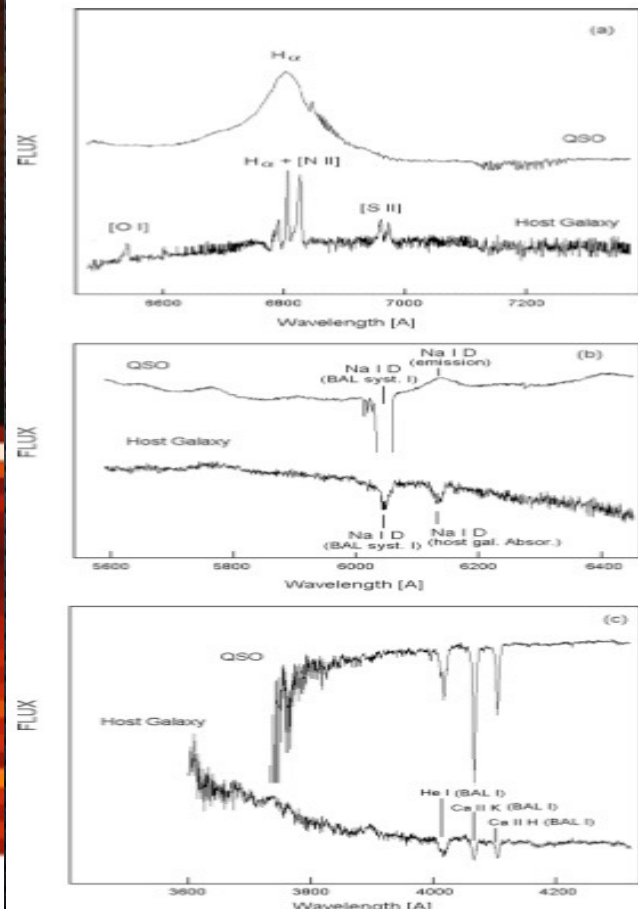 (a)
Hα
QSO
FLUX
Hα + [N II]
[O I]
[S II]
Host Galaxy
6600 6800 7000 7200
Wavelength [A]
(b)
QSO
Na I D
(BAL syst. I)
Na I D
(emission)
FLUX
Host Galaxy
Na I D
(BAL syst. I)
Na I D
(host gal. Absor.)
5600 5800 6000 6200 6400
Wavelength [A]
(c)
QSO
FLUX
Host Galaxy
He I (BAL I)
Ca II K (BAL I)
Ca II H (BAL I)
3600 3800 4000 4200
Wavelength [A]